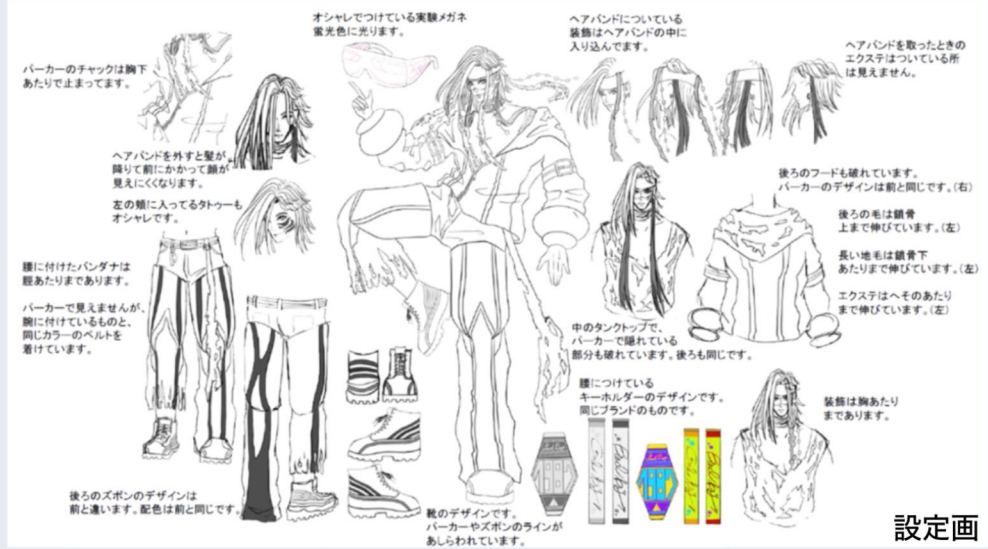 オシャレでつけている実験メガネ
蛍光色に光ります。
ヘアバンドについている
装飾はヘアバンドの中に
入り込んでます。
ヘアバンドを取ったときの
エクステはついている所
は見えません。
パーカーのチャックは胸下
あたりで止まってます。
ヘアバンドを外すと髪が
降りて前にかかって顔が
見えにくくなります。
左の頬に入ってるタトゥーも
オシャレです。
後ろのフードも破れています。
パーカーのデザインは前と同じです。(右)
後ろの毛は鎖骨
上まで伸びています。(左)
長い地毛は鎖骨下
あたりまで伸びています。(左)
エクステはへそのあたり
まで伸びています。(左)
腰に付けたバンダナは
脛あたりまであります。
パーカーで見えませんが、
腕に付けているものと、
同じカラーのベルトを
着けています。
中のタンクトップで、
パーカーで隠れている
部分も破れています。後ろも同じです。
腰につけている
キーホルダーのデザインです。
同じブランドのものです。
装飾は胸あたり
まであります。
後ろのズボンのデザインは
前と違います。配色は前と同じです。
靴のデザインです。
パーカーやズボンのラインが
あしらわれています。
設定画